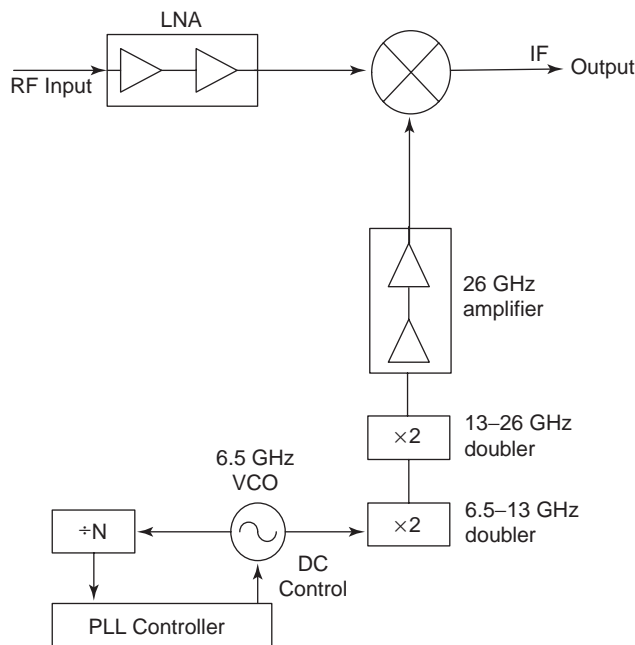 LNA
RF Input
IF
Output
26 GHz
amplifier
×2
13–26 GHz
doubler
6.5 GHz
VCO
×2
6.5–13 GHz
doubler
÷N
DC
Control
PLL Controller